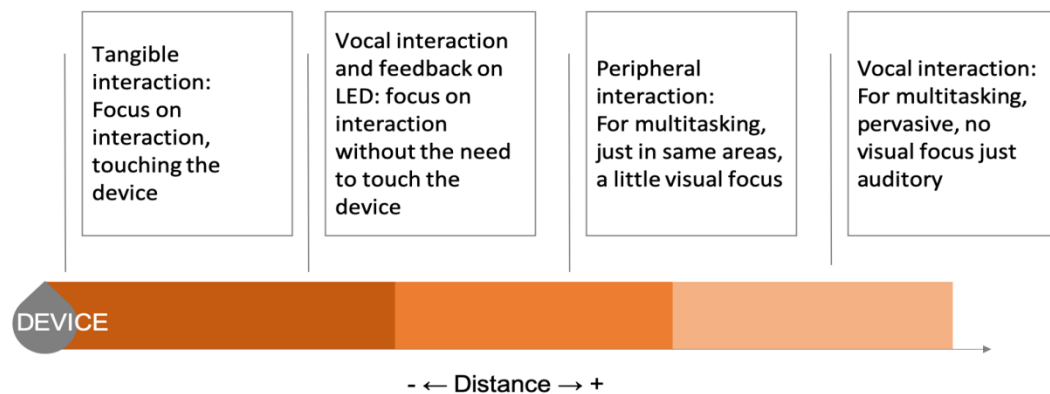 Tangible
interaction:
Focus on
interaction,
touching the
device
Vocal interaction
and feedback on
LED: focus on
interaction
without the need
to touch the
device
Peripheral
interaction:
For multitasking,
just in same areas,
a little visual focus
Vocal interaction:
For multitasking,
pervasive, no
visual focus just
auditory
DEVICE
- ← Distance → +